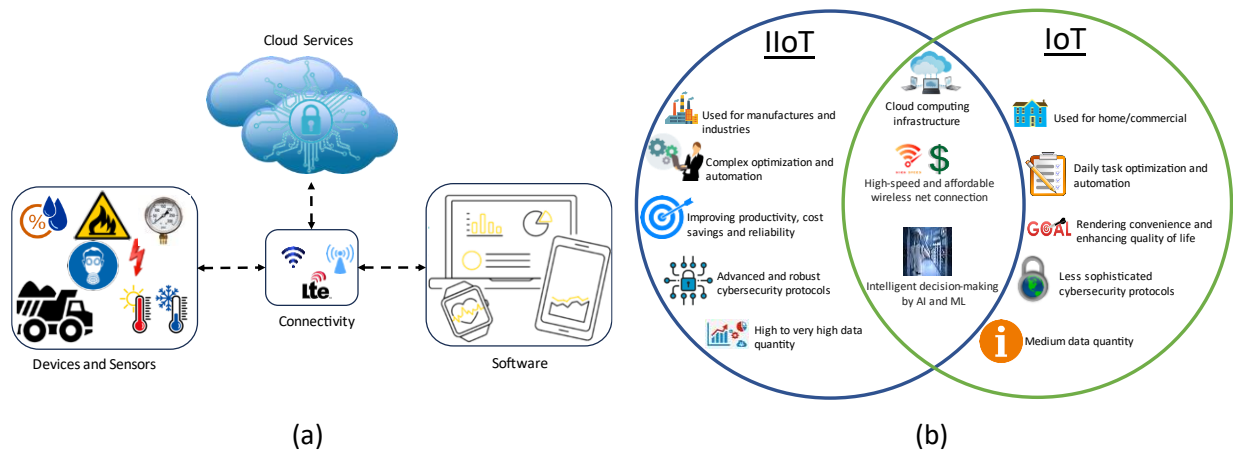 Cloud Services
%
Lte
Connectivity
Devices and Sensors
Software
(a)
IIoT
IoT
Used for manufactures and
industries
Complex optimization and
automation
Improving productivity, cost
savings and reliability
Advanced and robust
cybersecurity protocols
High to very high data
quantity
Cloud computing
infrastructure
$
High-speed and affordable
wireless net connection
Intelligent decision-making
by AI and ML
Used for home/commercial
Daily task optimization and
automation
GOAL
Rendering convenience and
enhancing quality of life
Less sophisticated
cybersecurity protocols
i
Medium data quantity
(b)